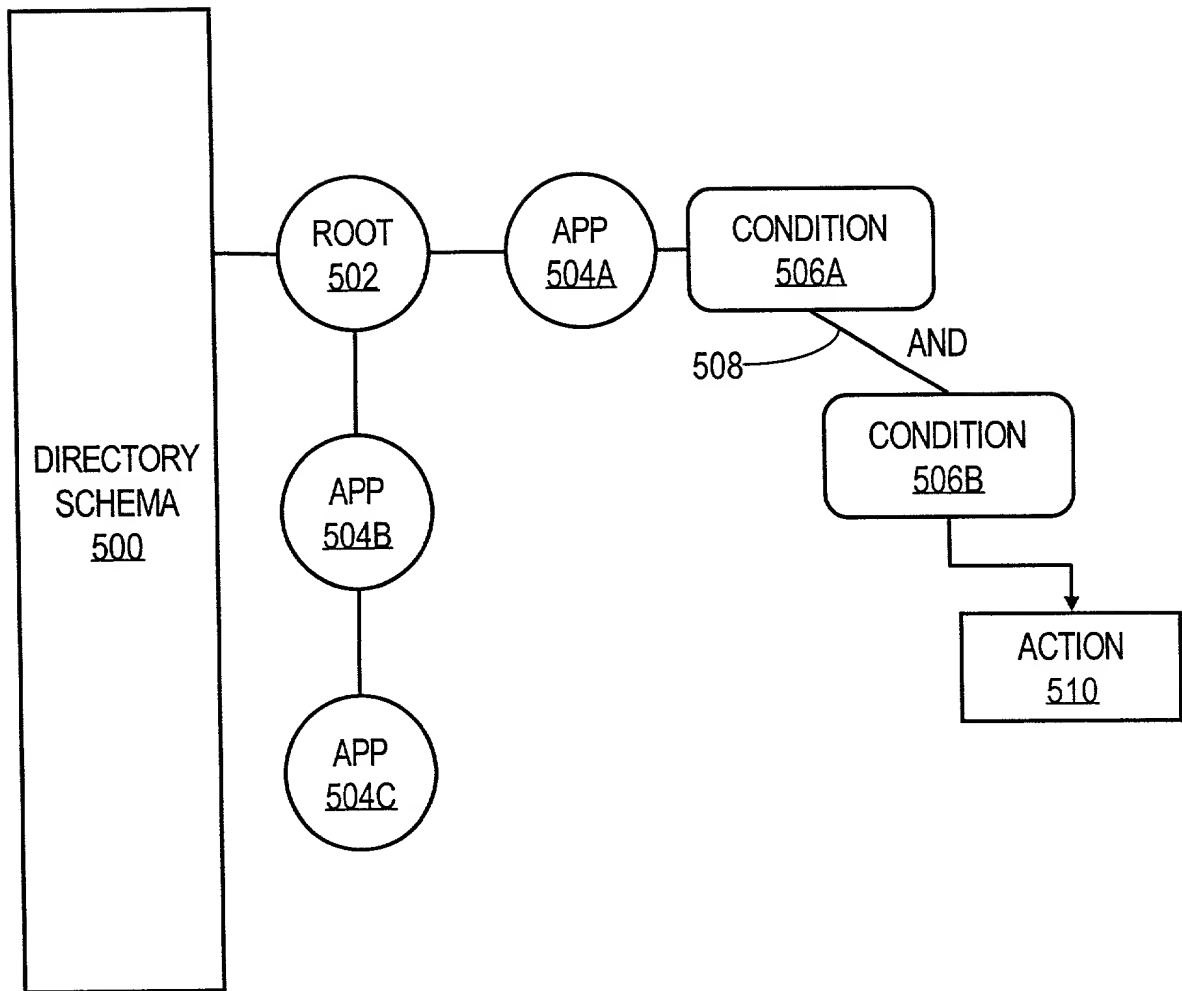 ROOT
502
APP
504A
CONDITION
506A
508
AND
CONDITION
506B
DIRECTORY
SCHEMA
500
APP
504B
ACTION
510
APP
504C